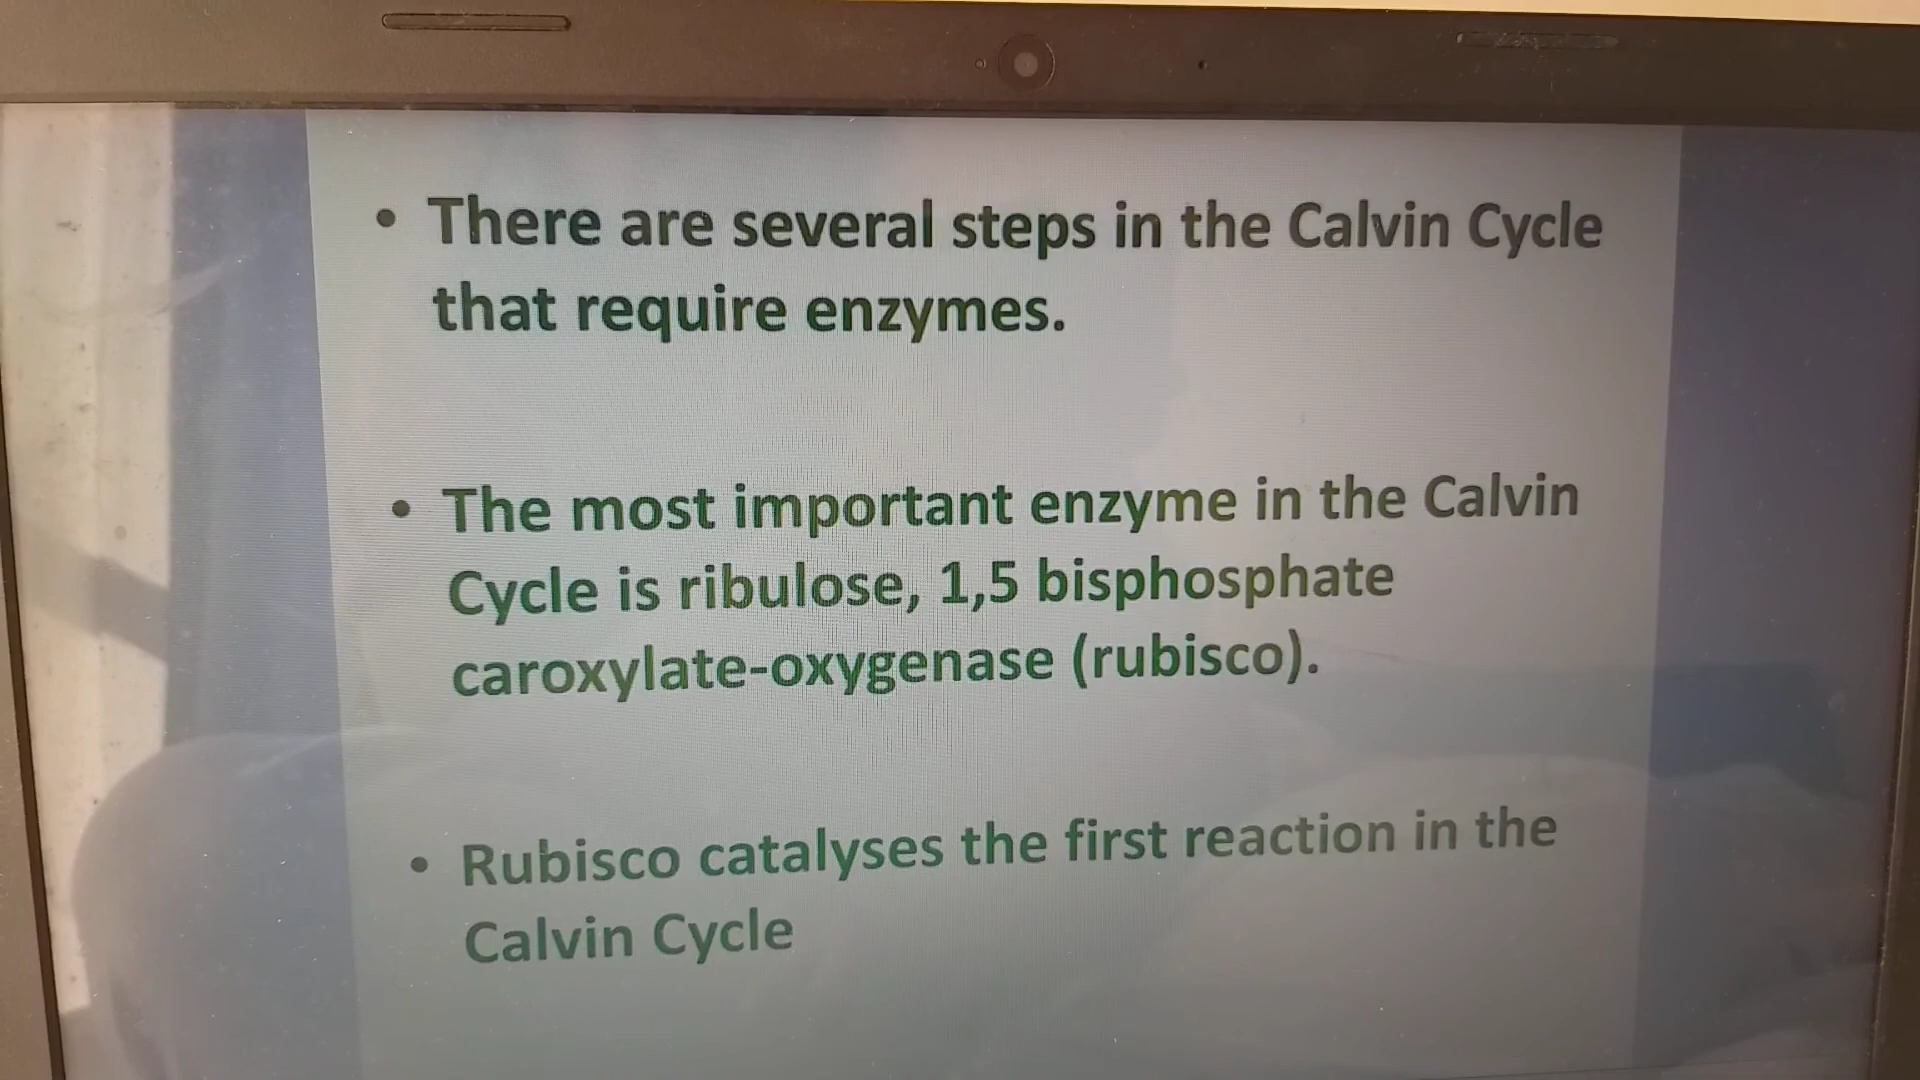 • There are several steps in the Calvin Cycle
that require enzymes.
• The most important enzyme in the Calvin
Cycle is ribulose, 1,5 bisphosphate
caroxylate-oxygenase (rubisco).
• Rubisco catalyses the first reaction in the
Calvin Cycle